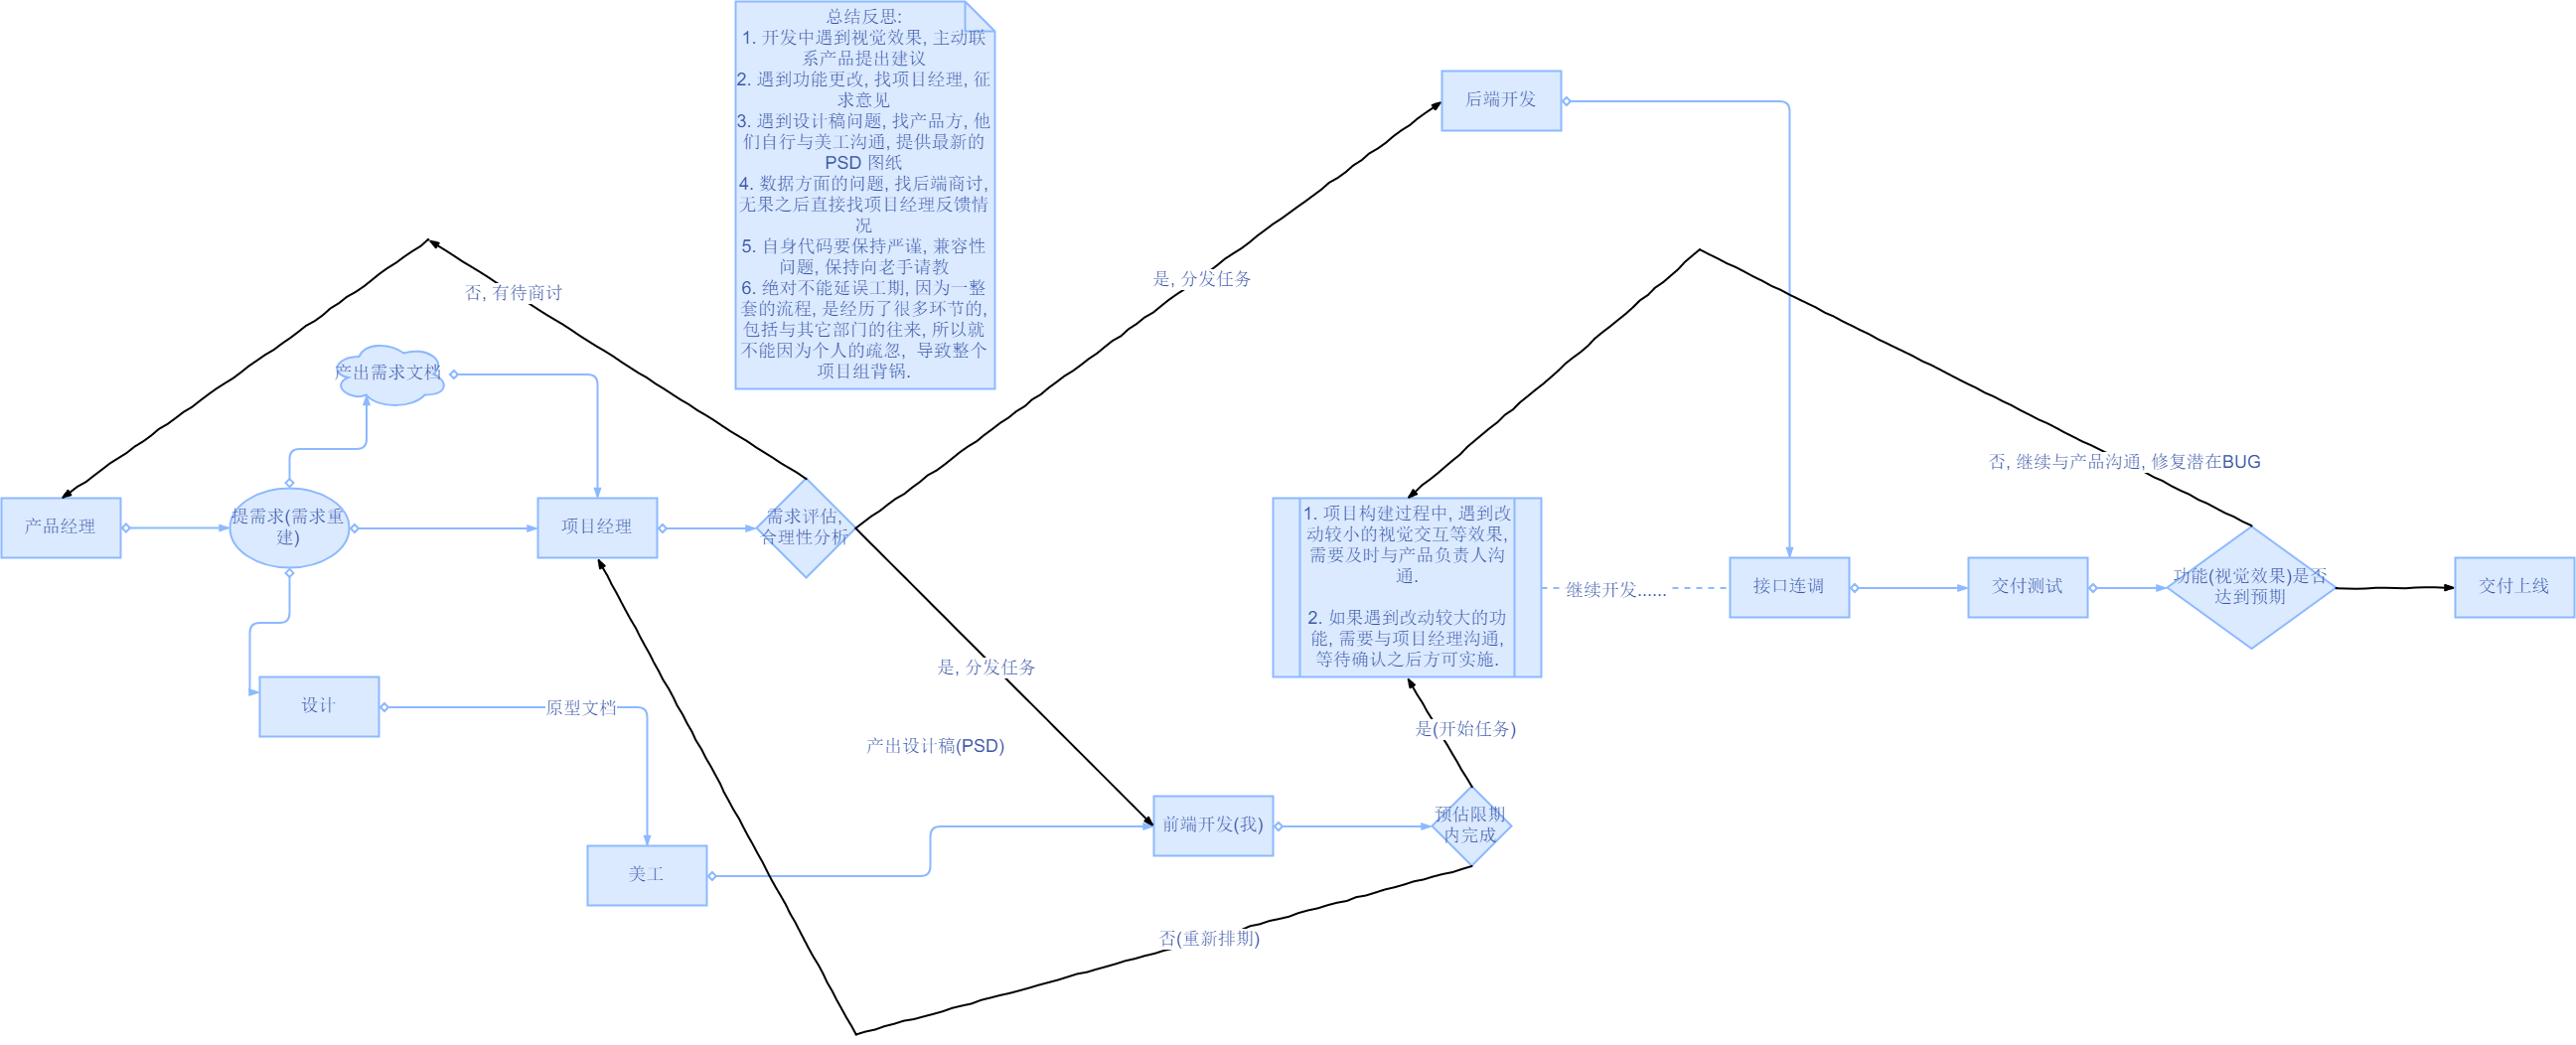 总结反思:
1. 开发中遇到视觉效果, 主动联
系产品提出建议
2. 遇到功能更改, 找项目经理, 征
求意见
3. 遇到设计稿问题, 找产品方, 他
们自行与美工沟通, 提供最新的
PSD 图纸
4. 数据方面的问题, 找后端商讨,
无果之后直接找项目经理反馈情
况
5. 自身代码要保持严谨, 兼容性
问题, 保持向老手请教
6. 绝对不能延误工期, 因为一整
套的流程, 是经历了很多环节的,
包括与其它部门的往来, 所以就
不能因为个人的疏忽, 导致整个
项目组背锅.
后端开发
是, 分发任务
否, 有待商讨
产出需求文档
否, 继续与产品沟通, 修复潜在BUG
产品经理
提需求(需求重
建)
项目经理
需求评估,
合理性分析
1. 项目构建过程中, 遇到改
动较小的视觉交互等效果,
需要及时与产品负责人沟
通.
2. 如果遇到改动较大的功
能, 需要与项目经理沟通,
等待确认之后方可实施.
继续开发......
接口连调
交付测试
功能(视觉效果)是否
达到预期
交付上线
是, 分发任务
设计
原型文档
是(开始任务)
产出设计稿(PSD)
前端开发(我)
预估限期
内完成
美工
否(重新排期)